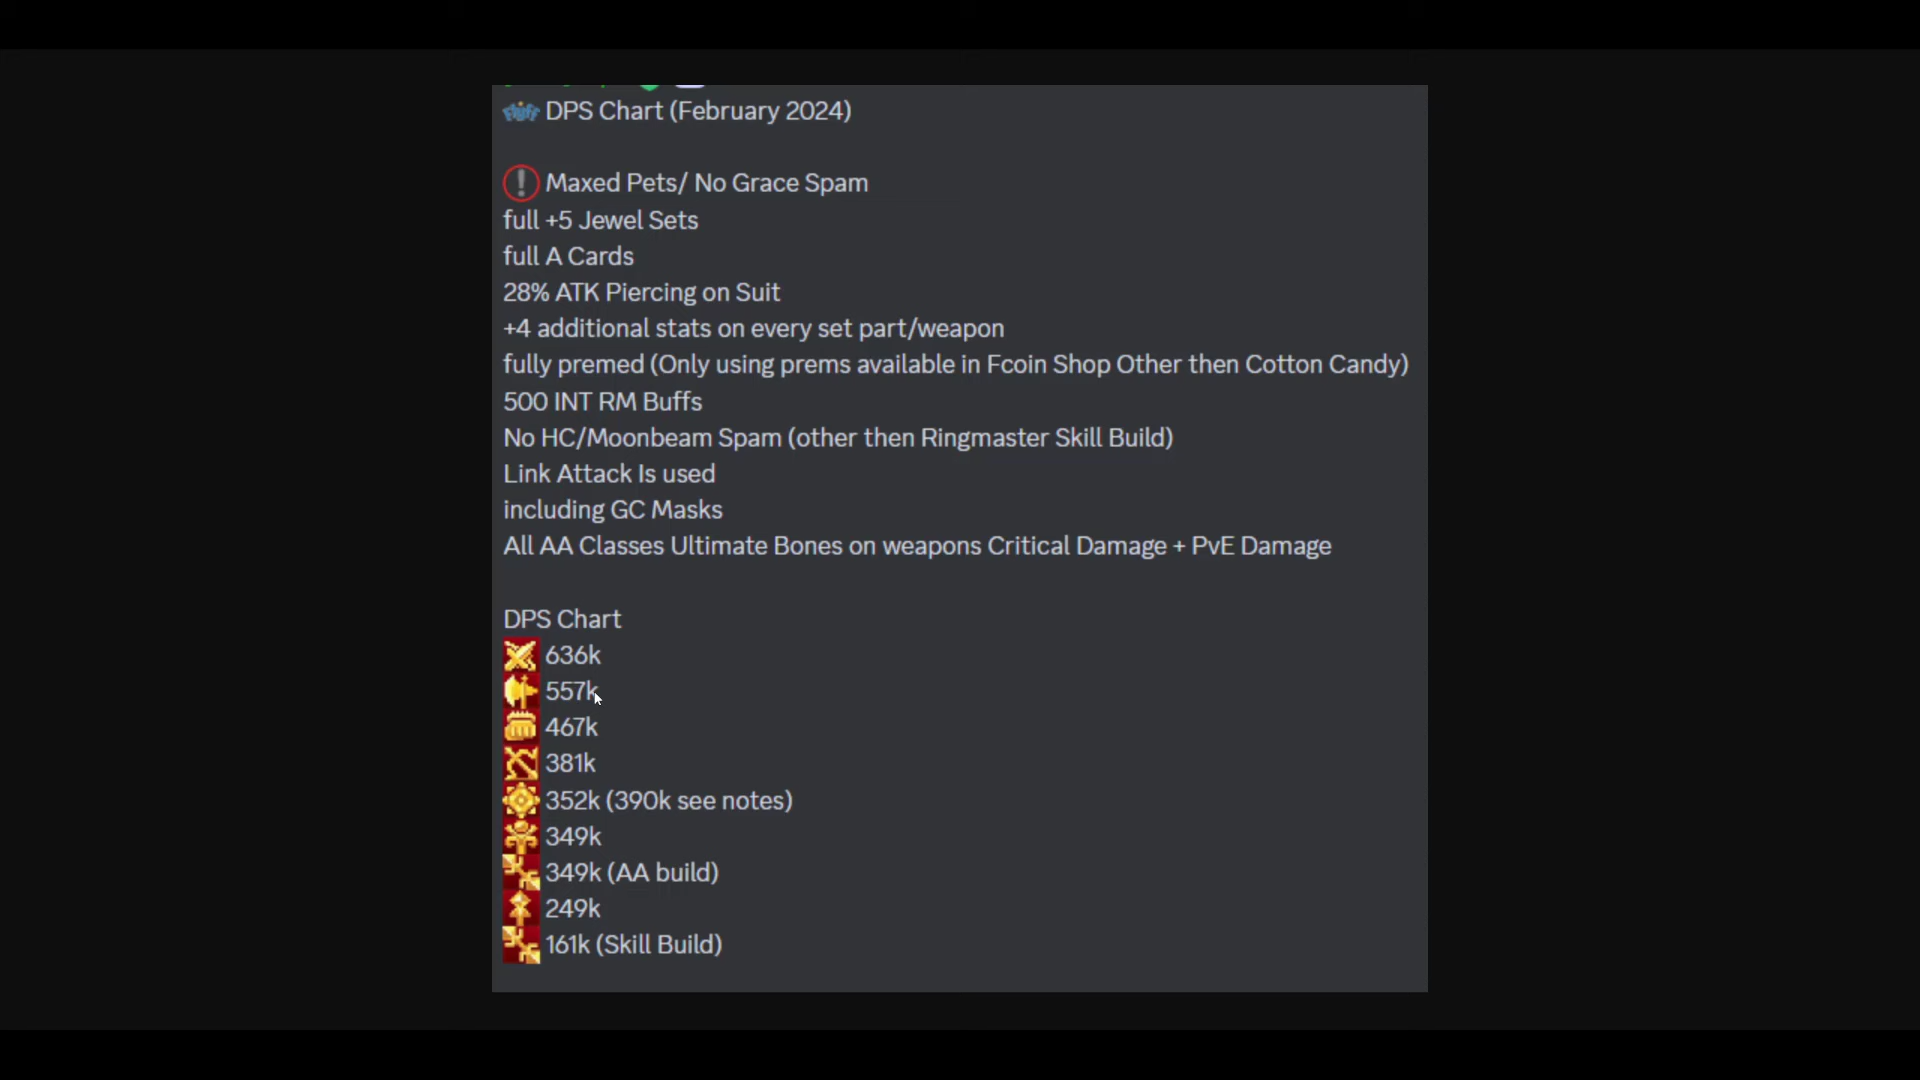 DPS Chart (February 2024)
Maxed Pets/ No Grace Spam
full +5 Jewel Sets
full A Cards
28% ATK Piercing on Suit
+4 additional stats on every set part/weapon
fully premed (Only using prems available in Fcoin Shop Other then Cotton Candy)
500 INT RM Buffs
No HC/Moonbeam Spam (other then Ringmaster Skill Build)
Link Attack Is used
including GC Masks
All AA Classes Ultimate Bones on weapons Critical Damage + PvE Damage
DPS Chart
636k
557k
467k
381k
352k (390k see notes)
349k
349k (AA build)
249k
161k (Skill Build)